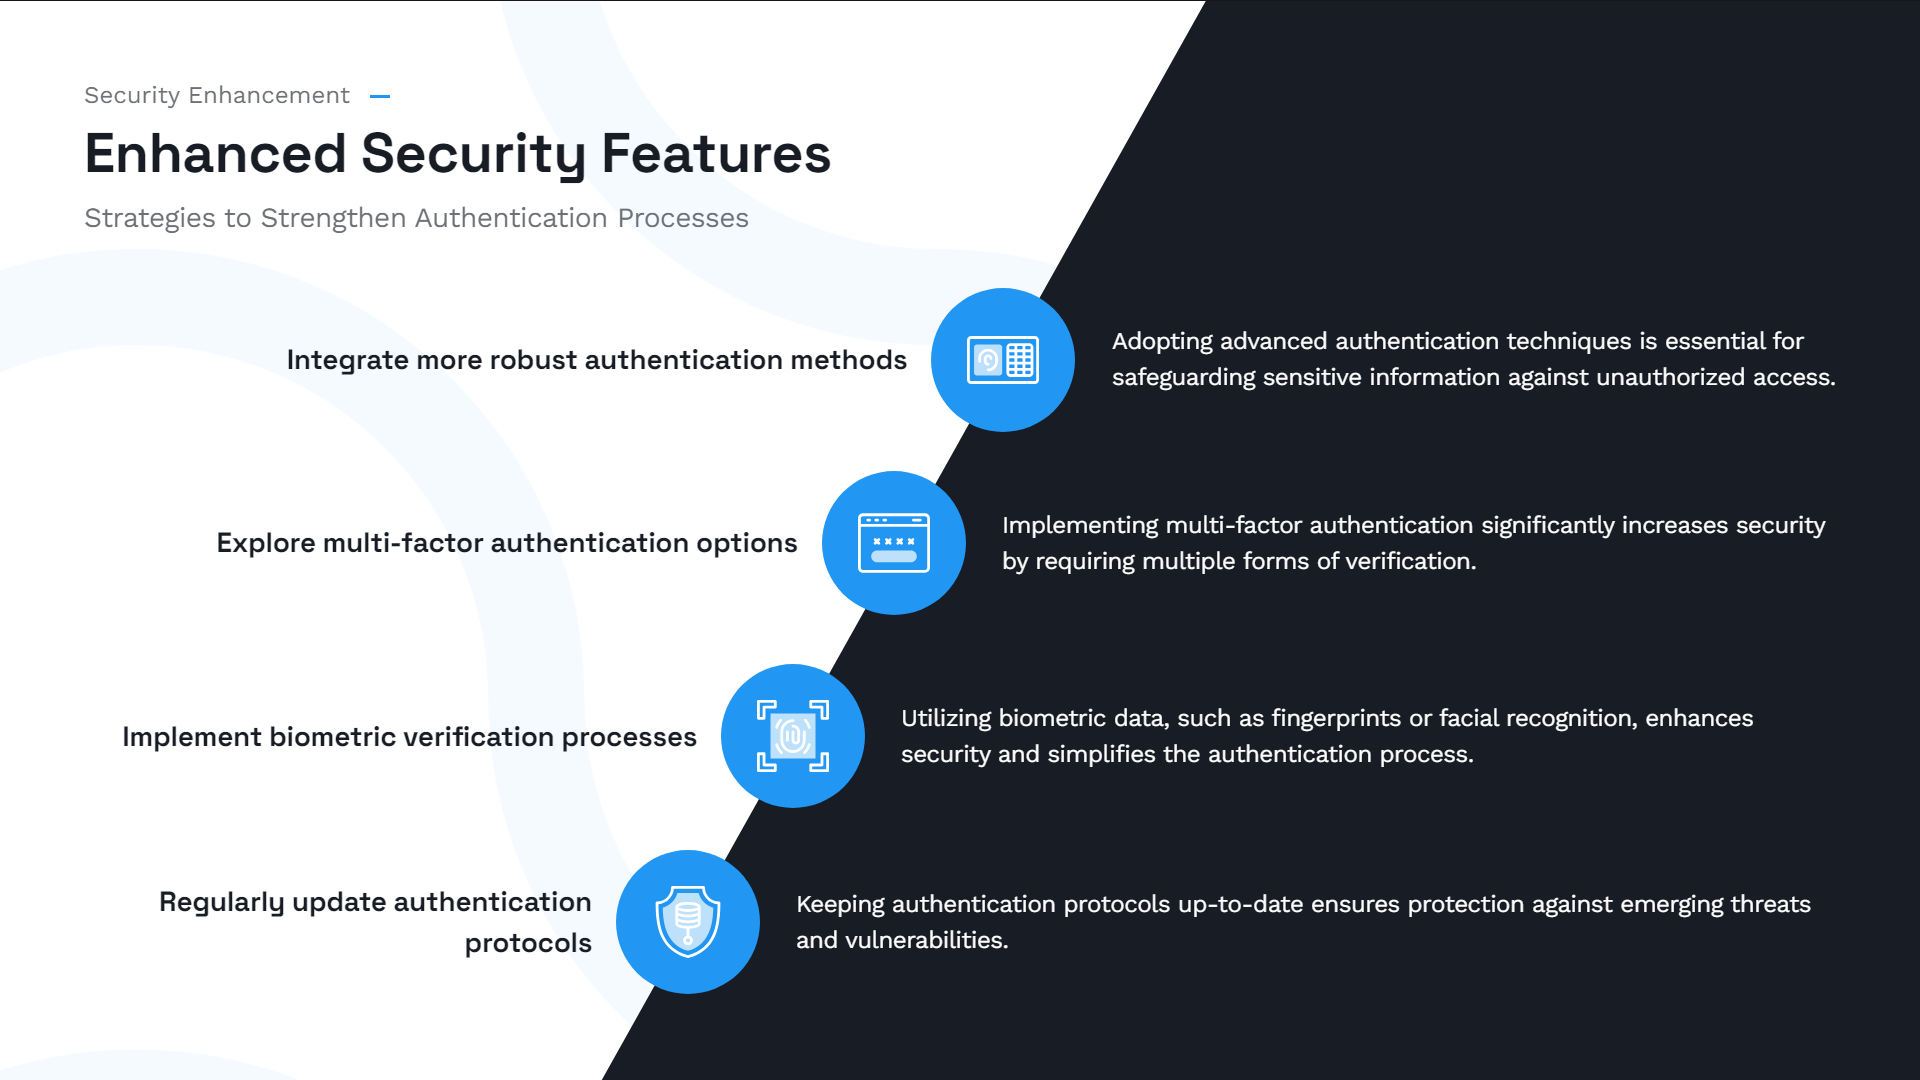 Security Enhancement
Enhanced Security Features
Strategies to Strengthen Authentication Processes
Integrate more robust authentication methods
Adopting advanced authentication techniques is essential for
safeguarding sensitive information against unauthorized access.
Explore multi-factor authentication options
Implementing multi-factor authentication significantly increases security
by requiring multiple forms of verification.
Implement biometric verification processes
Utilizing biometric data, such as fingerprints or facial recognition, enhances
security and simplifies the authentication process.
Regularly update authentication
protocols
Keeping authentication protocols up-to-date ensures protection against emerging threats
and vulnerabilities.